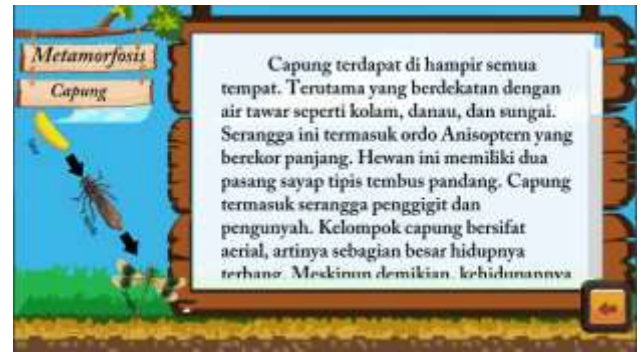 Metamorfosis
Capung
Capung terdapat di hampir semua
tempat. Terutama yang berdekatan dengan
air tawar seperti kolam, danau, dan sungai.
Serangga ini termasuk ordo Anisoptern yang
berekor panjang. Hewan ini memiliki dua
pasang sayap tipis tembus pandang. Capung
termasuk serangga penggigit dan
pengunyah. Kelompok capung bersifat
aerial, artinya sebagian besar hidupnya
terbang. Meskipun demikian, kehidupannya